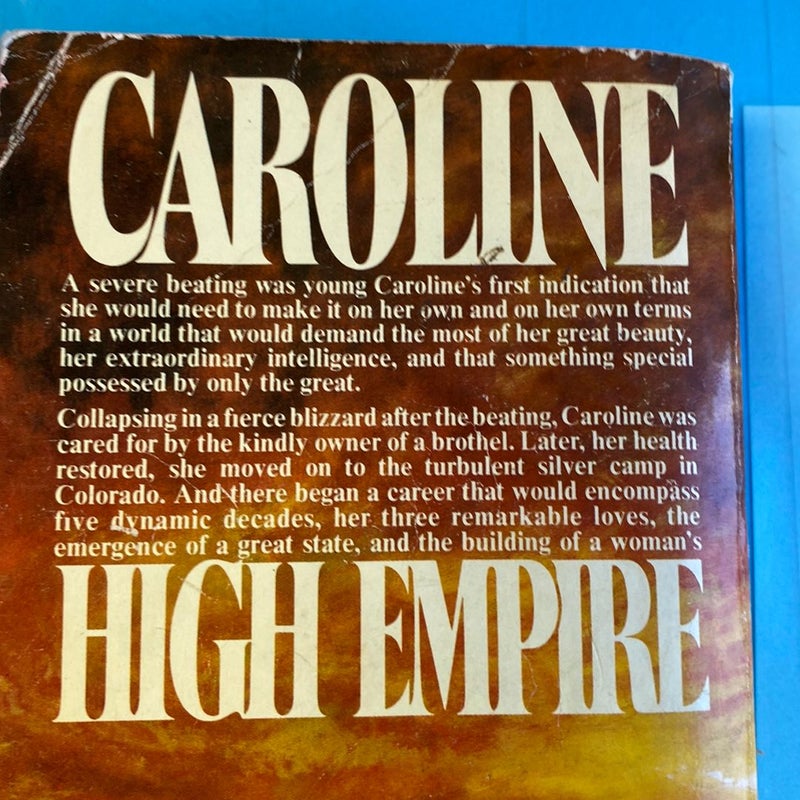 CAROLINE
A severe beating was young Caroline's first indication that
she would need to make it on her own and on her own terms
in a world that would demand the most of her great beauty,
her extraordinary intelligence, and that something special
possessed by only the great.
Collapsing in a fierce blizzard after the beating, Caroline was
cared for by the kindly owner of a brothel. Later, her health
restored, she moved on to the turbulent silver camp in
Colorado. And there began a career that would encompass
five dynamic decades, her three remarkable loves, the
emergence of a great state, and the building of a woman's
HIGH EMPIRE